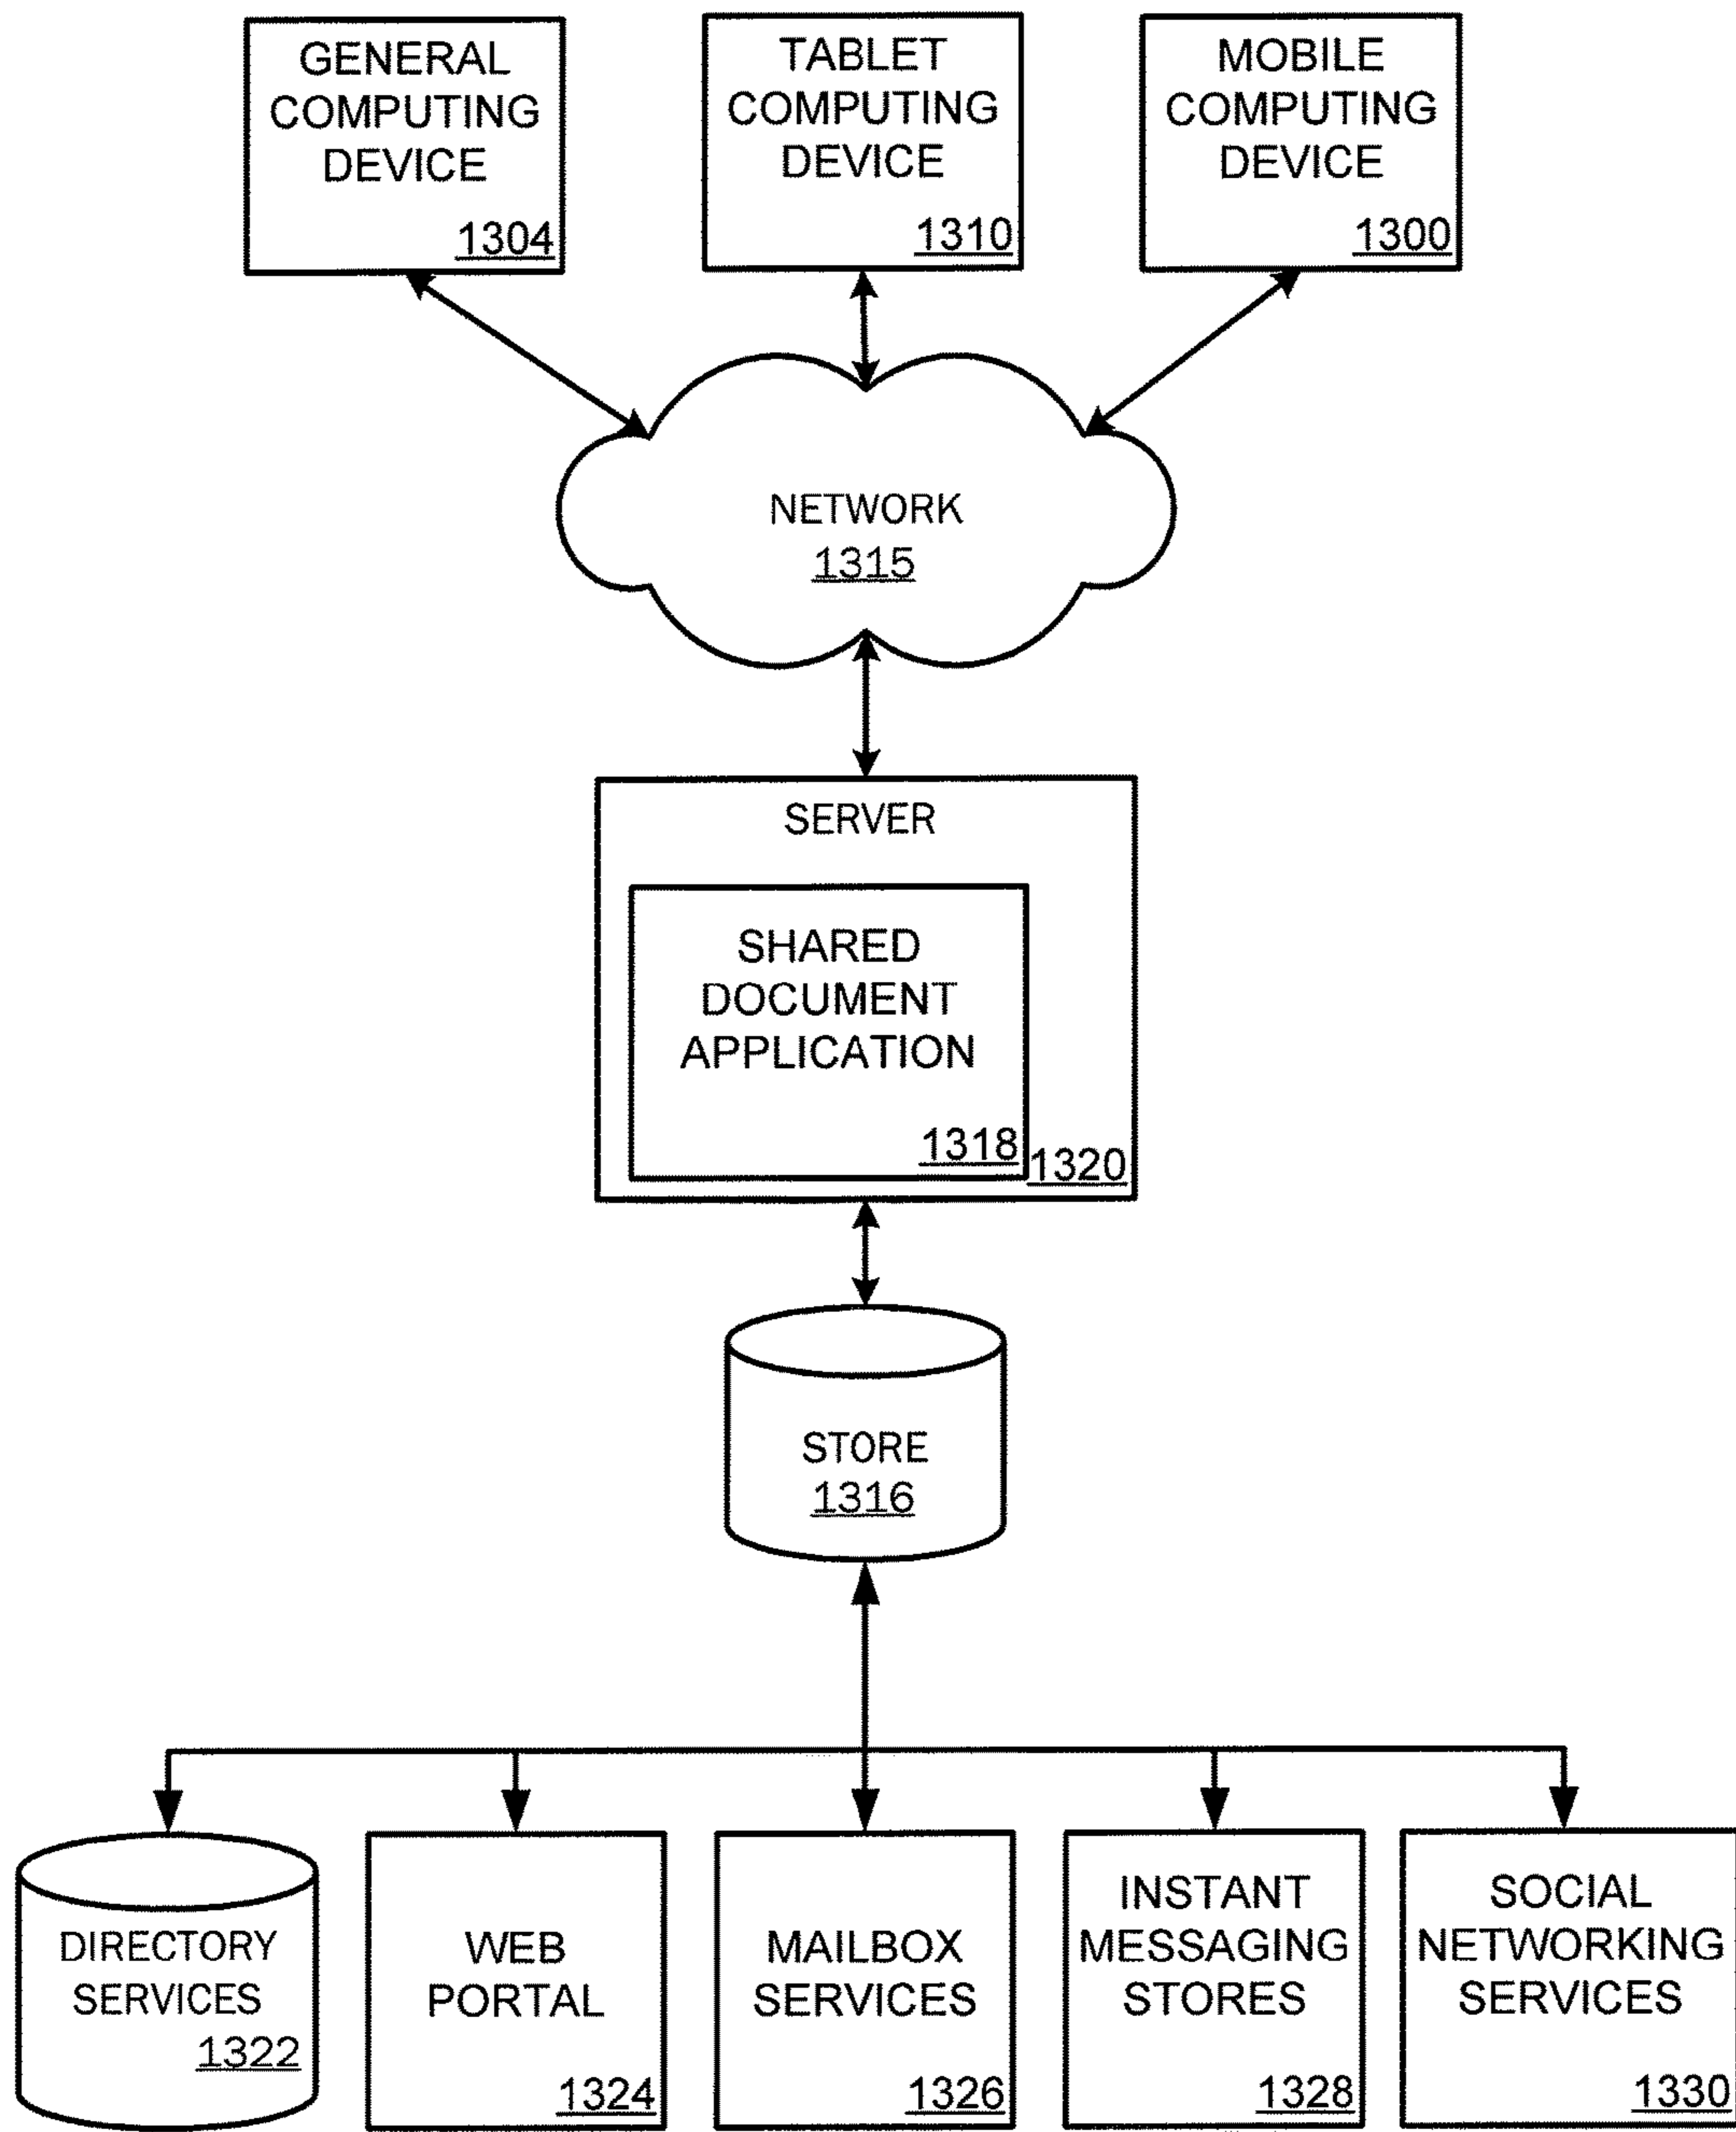 GENERAL
COMPUTING
DEVICE
1304
TABLET
COMPUTING
DEVICE
1310
MOBILE
COMPUTING
DEVICE
1300
NETWORK
1315
SERVER
SHARED
DOCUMENT
APPLICATION
1318
1320
STORE
1316
DIRECTORY
SERVICES
1322
WEB
PORTAL
1324
MAILBOX
SERVICES
1326
INSTANT
MESSAGING
STORES
1328
SOCIAL
NETWORKING
SERVICES
1330